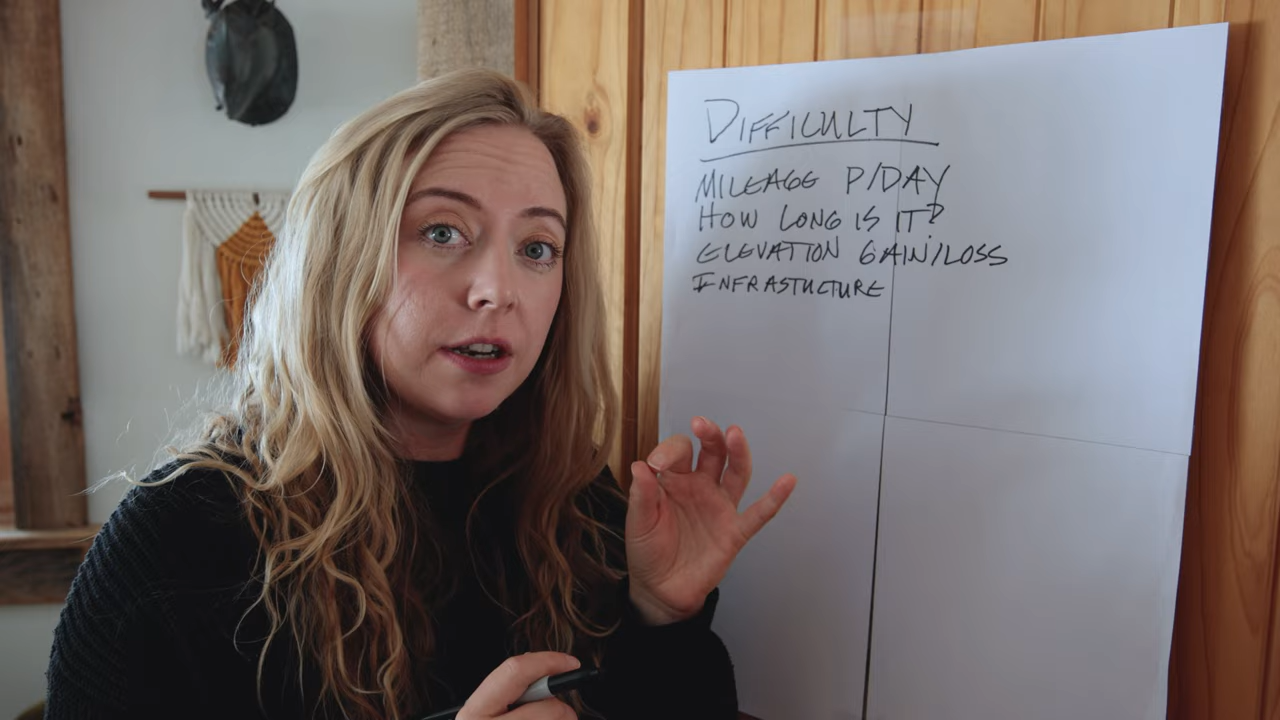 DIFFICULTY
MILEAGE P/DAY
HOW LONG IS IT?
ELEVATION GAIN/LOSS
INFRASTUCTURE